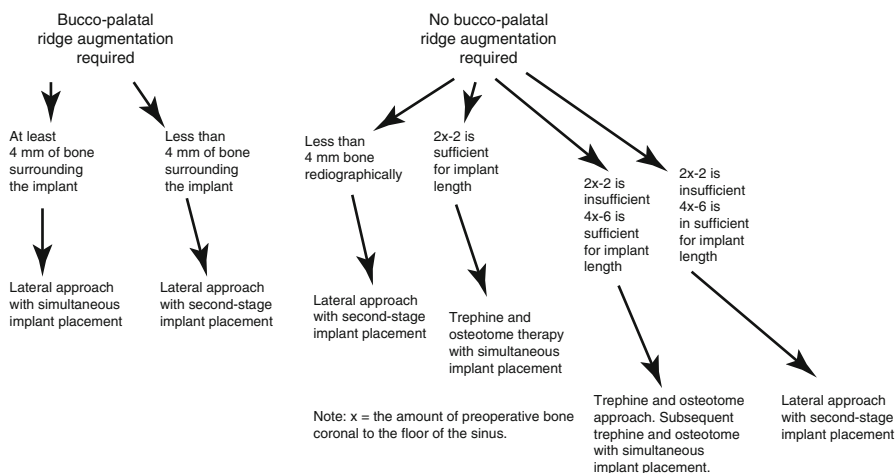 Bucco-palatal
ridge augmentation
required
No bucco-palatal
ridge augmentation
required
At least
4 mm of bone
surrounding
the implant
Less than
4 mm of bone
surrounding
the implant
Less than
4 mm bone
rediographically
2x-2 is
sufficient
for implant
length
2x-2 is
insufficient
4x-6 is
sufficient
for implant
length
2x-2 is
insufficient
4x-6 is
in sufficient
for implant
length
Lateral approach
with simultaneous
implant placement
Lateral approach
with second-stage
implant placement
Lateral approach
with second-stage
implant placement
Trephine and
osteotome therapy
with simultaneous
implant placement
Trephine and osteotome
approach. Subsequent
trephine and osteotome
with simultaneous
implant placement.
Lateral approach
with second-stage
implant placement
Note: x = the amount of preoperative bone
coronal to the floor of the sinus.